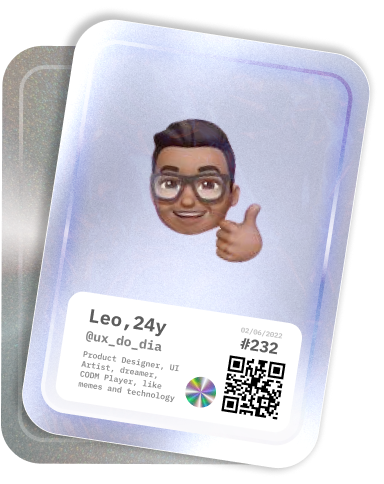 Leo,24y
@ux_do_dia
Product Designer, UI
Artist, dreamer,
CODM Player, like
memes and technology
02/06/2022
#232